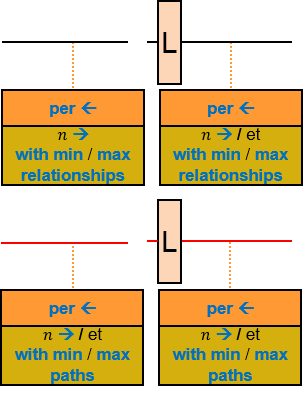 L
per ← per ←
n → n → / et
with min / max with min / max
relationships relationships
L
per ← per ←
n → / et n → / et
with min / max with min / max
paths paths